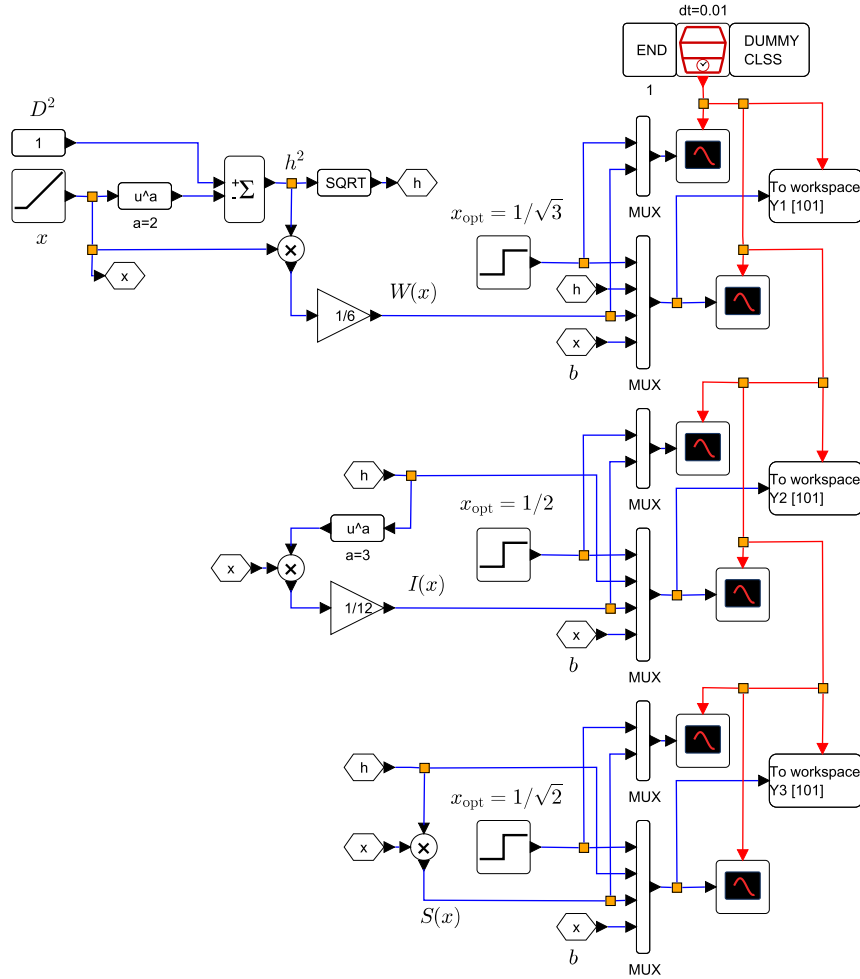 dt=0.01
END
DUMMY
CLSS
1
D²
1
h²
+
-
Σ
SQRT
h
u^a
a=2
x
x
×
1/6
W(x)
x_opt = 1/√3
h
x
b
MUX
MUX
To workspace
Y1 [101]
h
u^a
a=3
x
×
1/12
I(x)
x_opt = 1/2
x
b
MUX
MUX
To workspace
Y2 [101]
h
x
×
S(x)
x_opt = 1/√2
x
b
MUX
MUX
To workspace
Y3 [101]